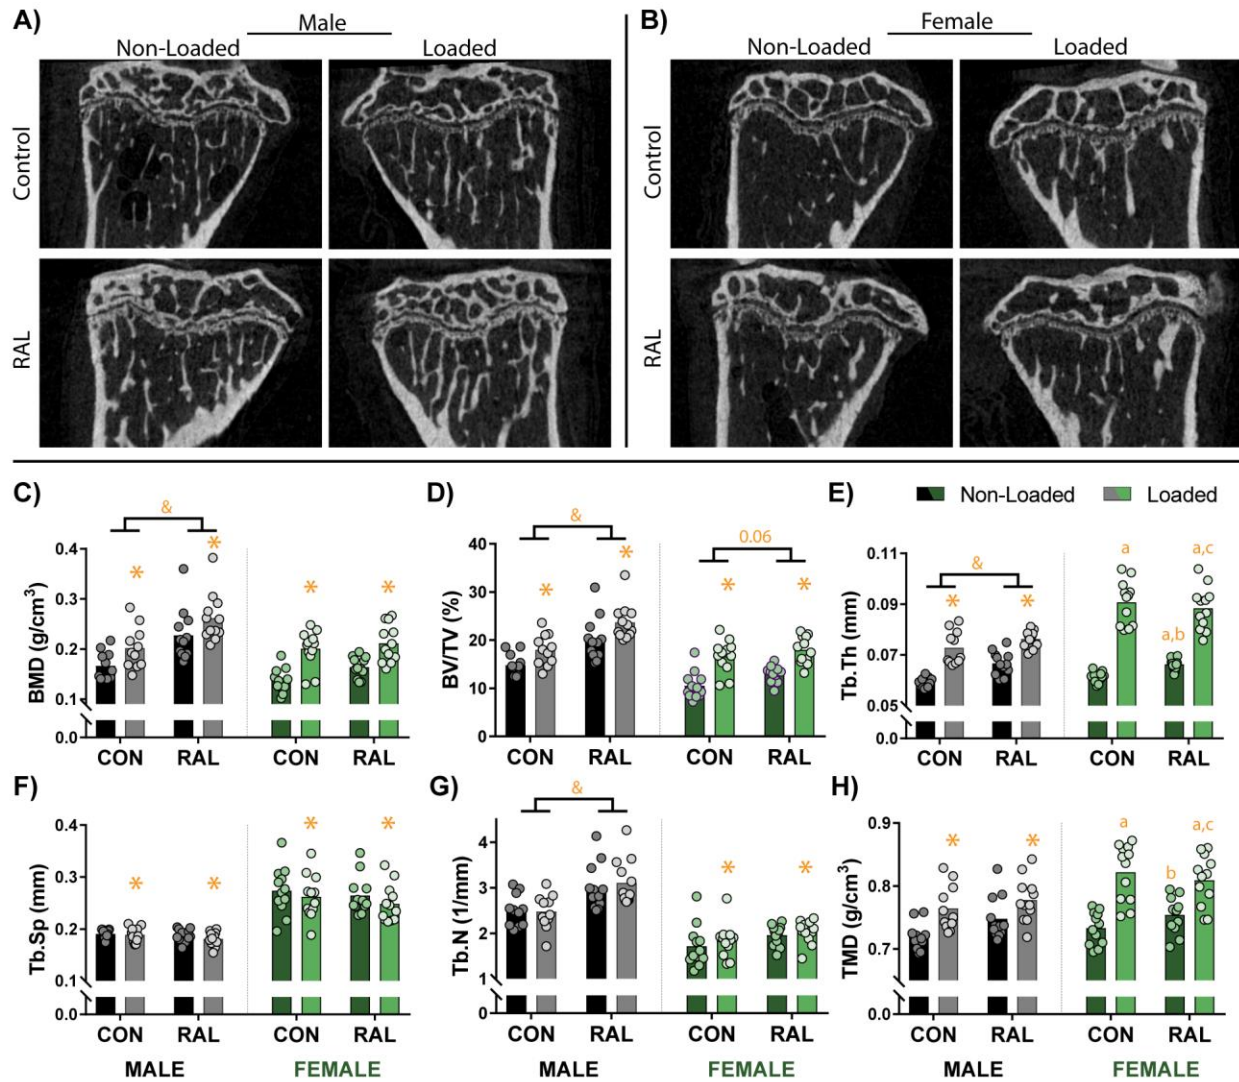 A)
Male
Non-Loaded
Loaded
Control
RAL
B)
Female
Non-Loaded
Loaded
Control
RAL
C)
&
*
*
*
*
BMD (g/cm³)
0.4
0.3
0.2
0.1
0.0
CON
RAL
CON
RAL
D)
&
0.06
*
*
*
*
BV/TV (%)
40
30
20
10
0
CON
RAL
CON
RAL
E)
Non-Loaded
Loaded
&
*
*
a
a,b
a,c
Tb.Th (mm)
0.11
0.09
0.07
0.05
0.0
CON
RAL
CON
RAL
F)
*
*
*
*
Tb.Sp (mm)
0.4
0.3
0.2
0.1
0.0
CON
RAL
CON
RAL
MALE
FEMALE
G)
&
*
*
Tb.N (1/mm)
4
3
2
1
0.0
CON
RAL
CON
RAL
MALE
FEMALE
H)
*
*
a
b
a,c
TMD (g/cm³)
0.9
0.8
0.7
0.0
CON
RAL
CON
RAL
MALE
FEMALE